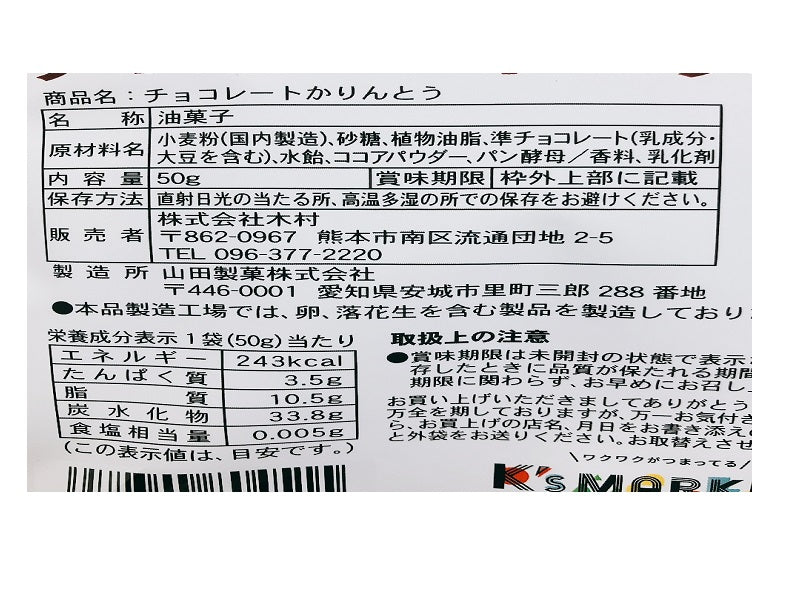 商品名：チョコレートかりんとう
名称 油菓子
原材料名 小麦粉(国内製造)、砂糖、植物油脂、準チョコレート(乳成分・
大豆を含む)、水飴、ココアパウダー、パン酵母／香料、乳化剤
内容量 50g 賞味期限 枠外上部に記載
保存方法 直射日光の当たる所、高温多湿の所での保存をお避けください。
販売者 株式会社木村
〒862-0967 熊本市南区流通団地 2-5
TEL 096-377-2220
製造所 山田製菓株式会社
〒446-0001 愛知県安城市里町三郎 288 番地
●本品製造工場では、卵、落花生を含む製品を製造しており
栄養成分表示 1袋(50g)当たり
エネルギー 243kcal
たんぱく質 3.5g
脂質 10.5g
炭水化物 33.8g
食塩相当量 0.005g
(この表示値は、目安です。)
取扱上の注意
●賞味期限は未開封の状態で表示
存したときに品質が保たれる期間
期限に関わらず、お早めにお召し
お買い上げいただきましてありがとう
万全を期しておりますが、万一お気付き
ら、お買上げの店名、月日をお書き添え
と外袋をお送りください。お取替えさせ
\ワクワクがつまってる/
K's MARK